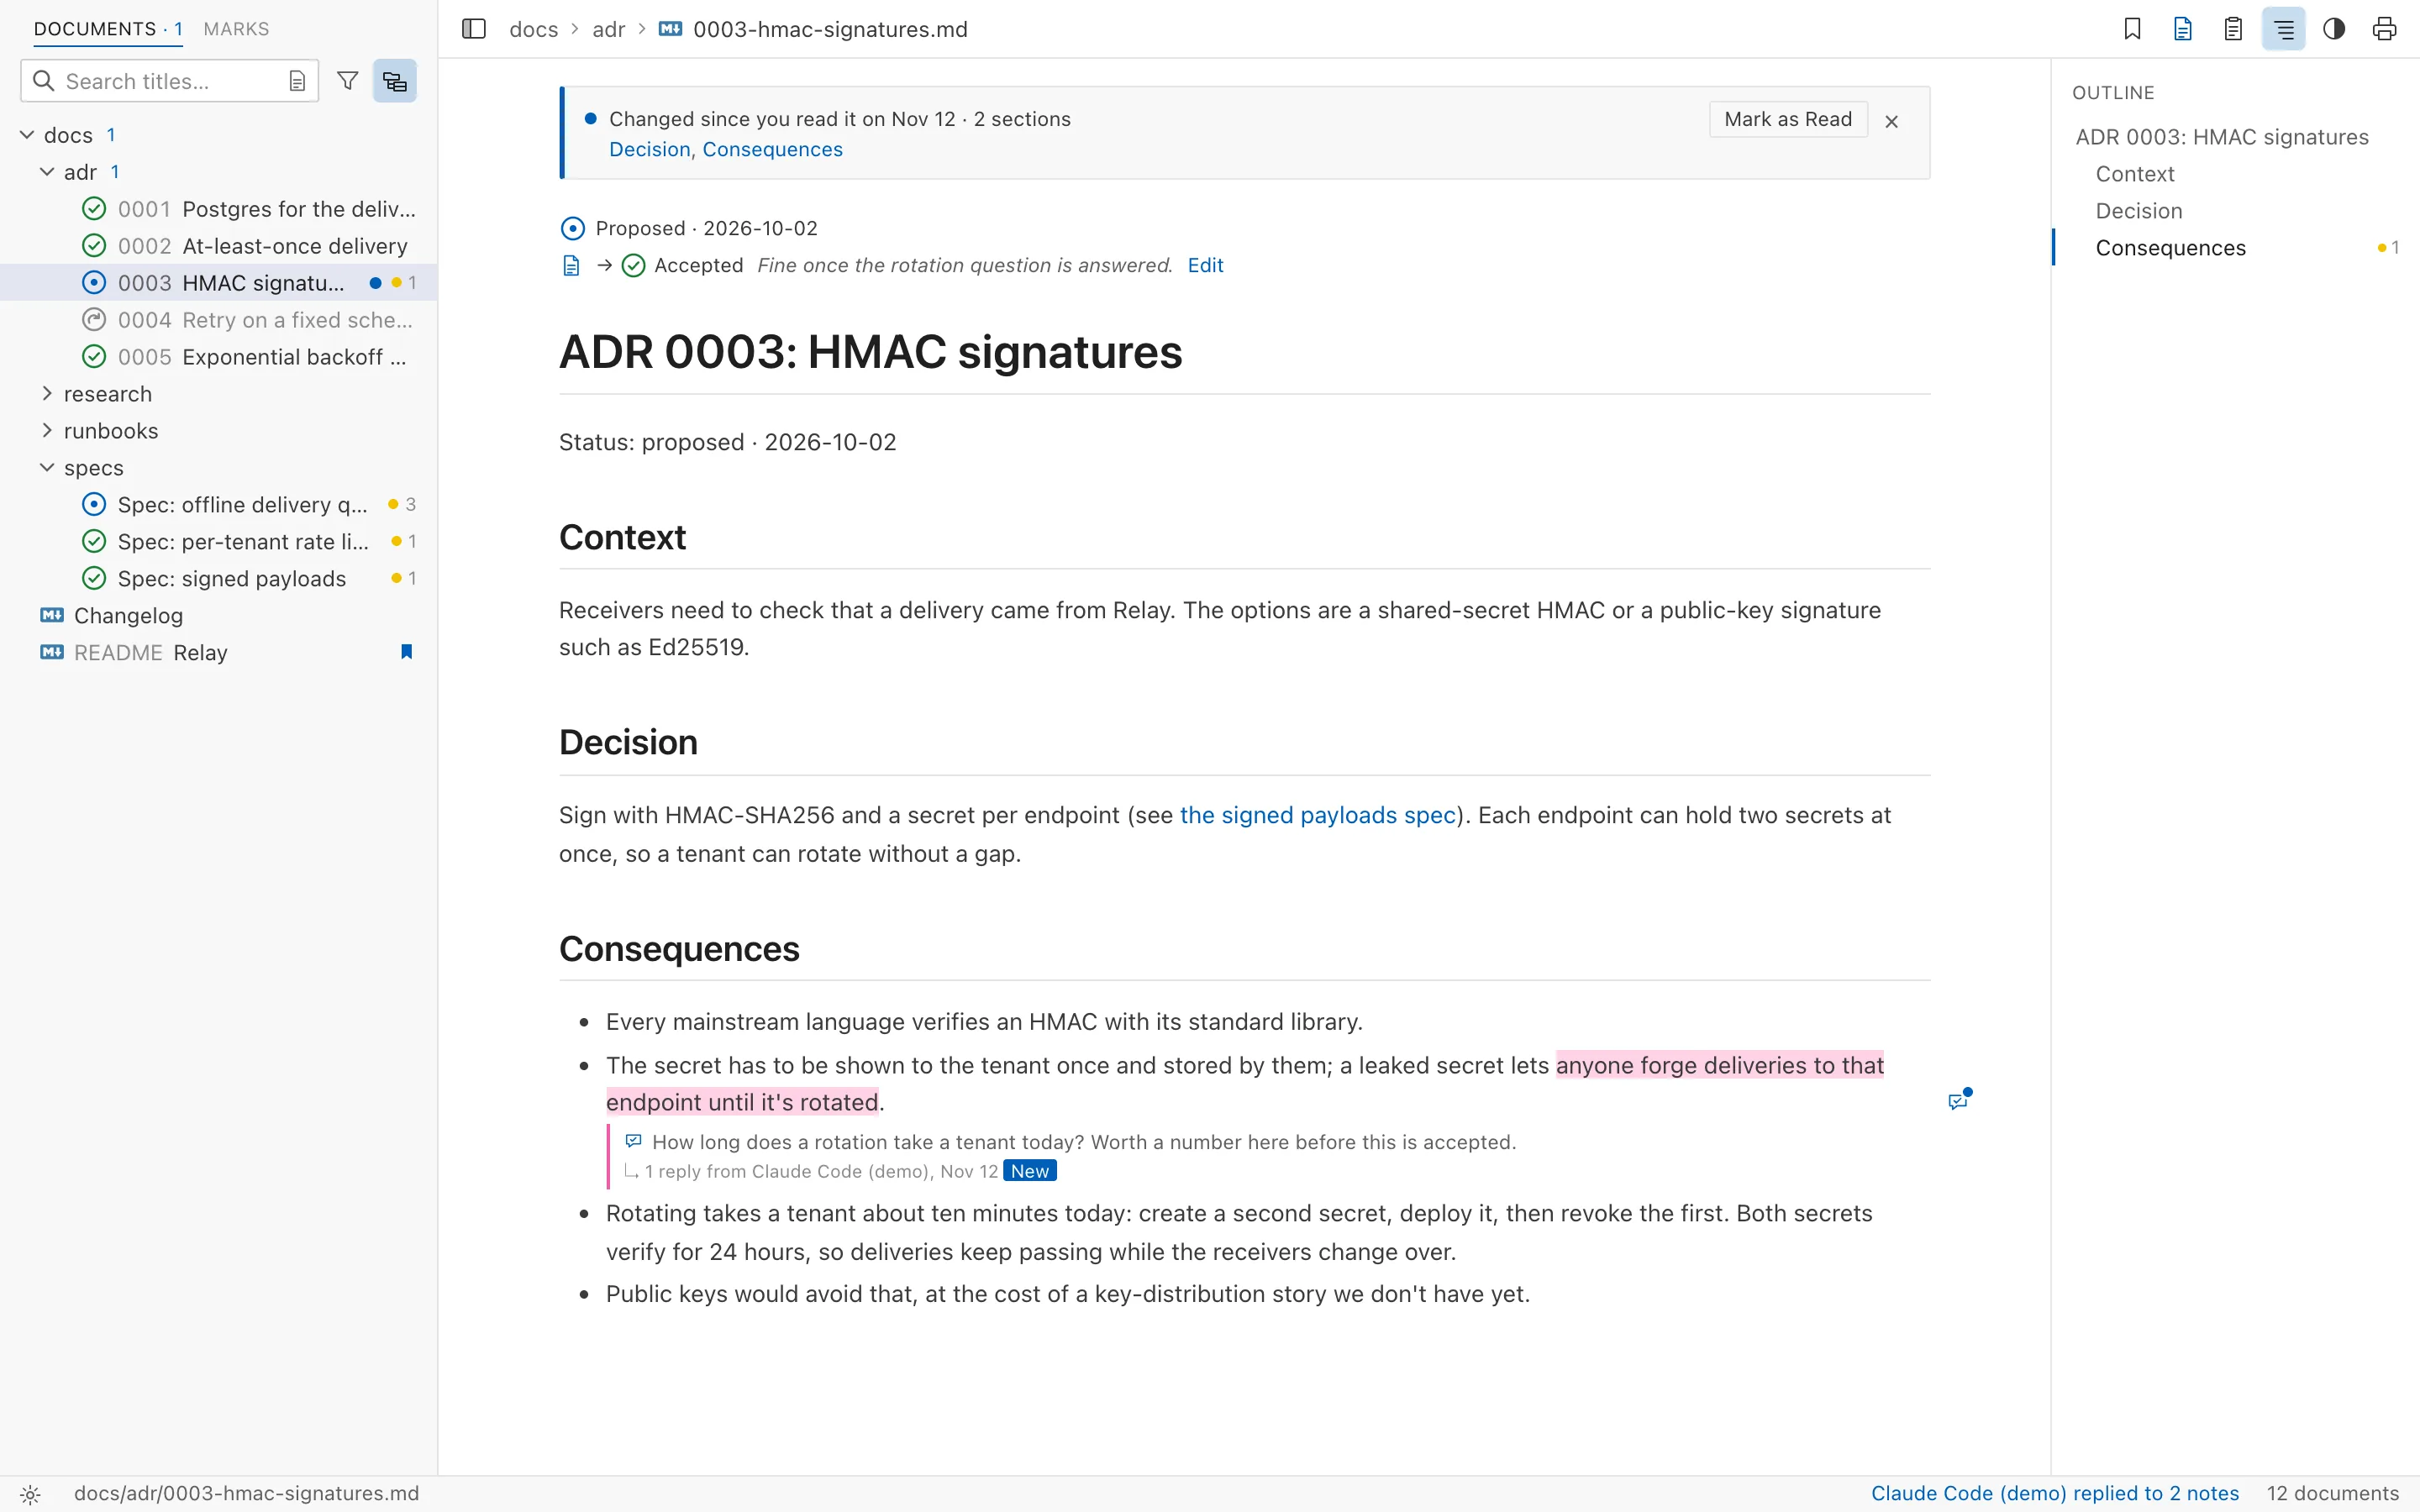 DOCUMENTS · 1 MARKS
Search titles...
docs 1
adr 1
0001 Postgres for the deliv...
0002 At-least-once delivery
0003 HMAC signatu... 1
0004 Retry on a fixed sche...
0005 Exponential backoff ...
research
runbooks
specs
Spec: offline delivery q... 3
Spec: per-tenant rate li... 1
Spec: signed payloads 1
Changelog
README Relay
docs > adr > 0003-hmac-signatures.md
Changed since you read it on Nov 12 · 2 sections
Decision, Consequences
Mark as Read
Proposed · 2026-10-02
→ Accepted Fine once the rotation question is answered. Edit
ADR 0003: HMAC signatures
Status: proposed · 2026-10-02
Context
Receivers need to check that a delivery came from Relay. The options are a shared-secret HMAC or a public-key signature
such as Ed25519.
Decision
Sign with HMAC-SHA256 and a secret per endpoint (see the signed payloads spec). Each endpoint can hold two secrets at
once, so a tenant can rotate without a gap.
Consequences
• Every mainstream language verifies an HMAC with its standard library.
• The secret has to be shown to the tenant once and stored by them; a leaked secret lets anyone forge deliveries to that
endpoint until it's rotated.
How long does a rotation take a tenant today? Worth a number here before this is accepted.
1 reply from Claude Code (demo), Nov 12 New
• Rotating takes a tenant about ten minutes today: create a second secret, deploy it, then revoke the first. Both secrets
verify for 24 hours, so deliveries keep passing while the receivers change over.
• Public keys would avoid that, at the cost of a key-distribution story we don't have yet.
OUTLINE
ADR 0003: HMAC signatures
Context
Decision
Consequences 1
docs/adr/0003-hmac-signatures.md
Claude Code (demo) replied to 2 notes 12 documents